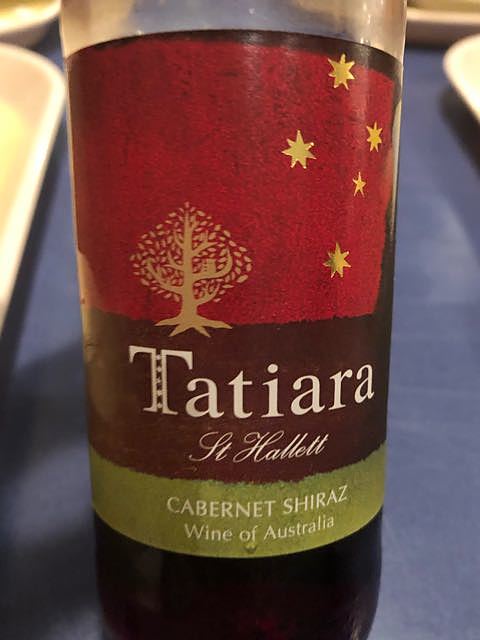 Tatiara
St Hallett
CABERNET SHIRAZ
Wine of Australia